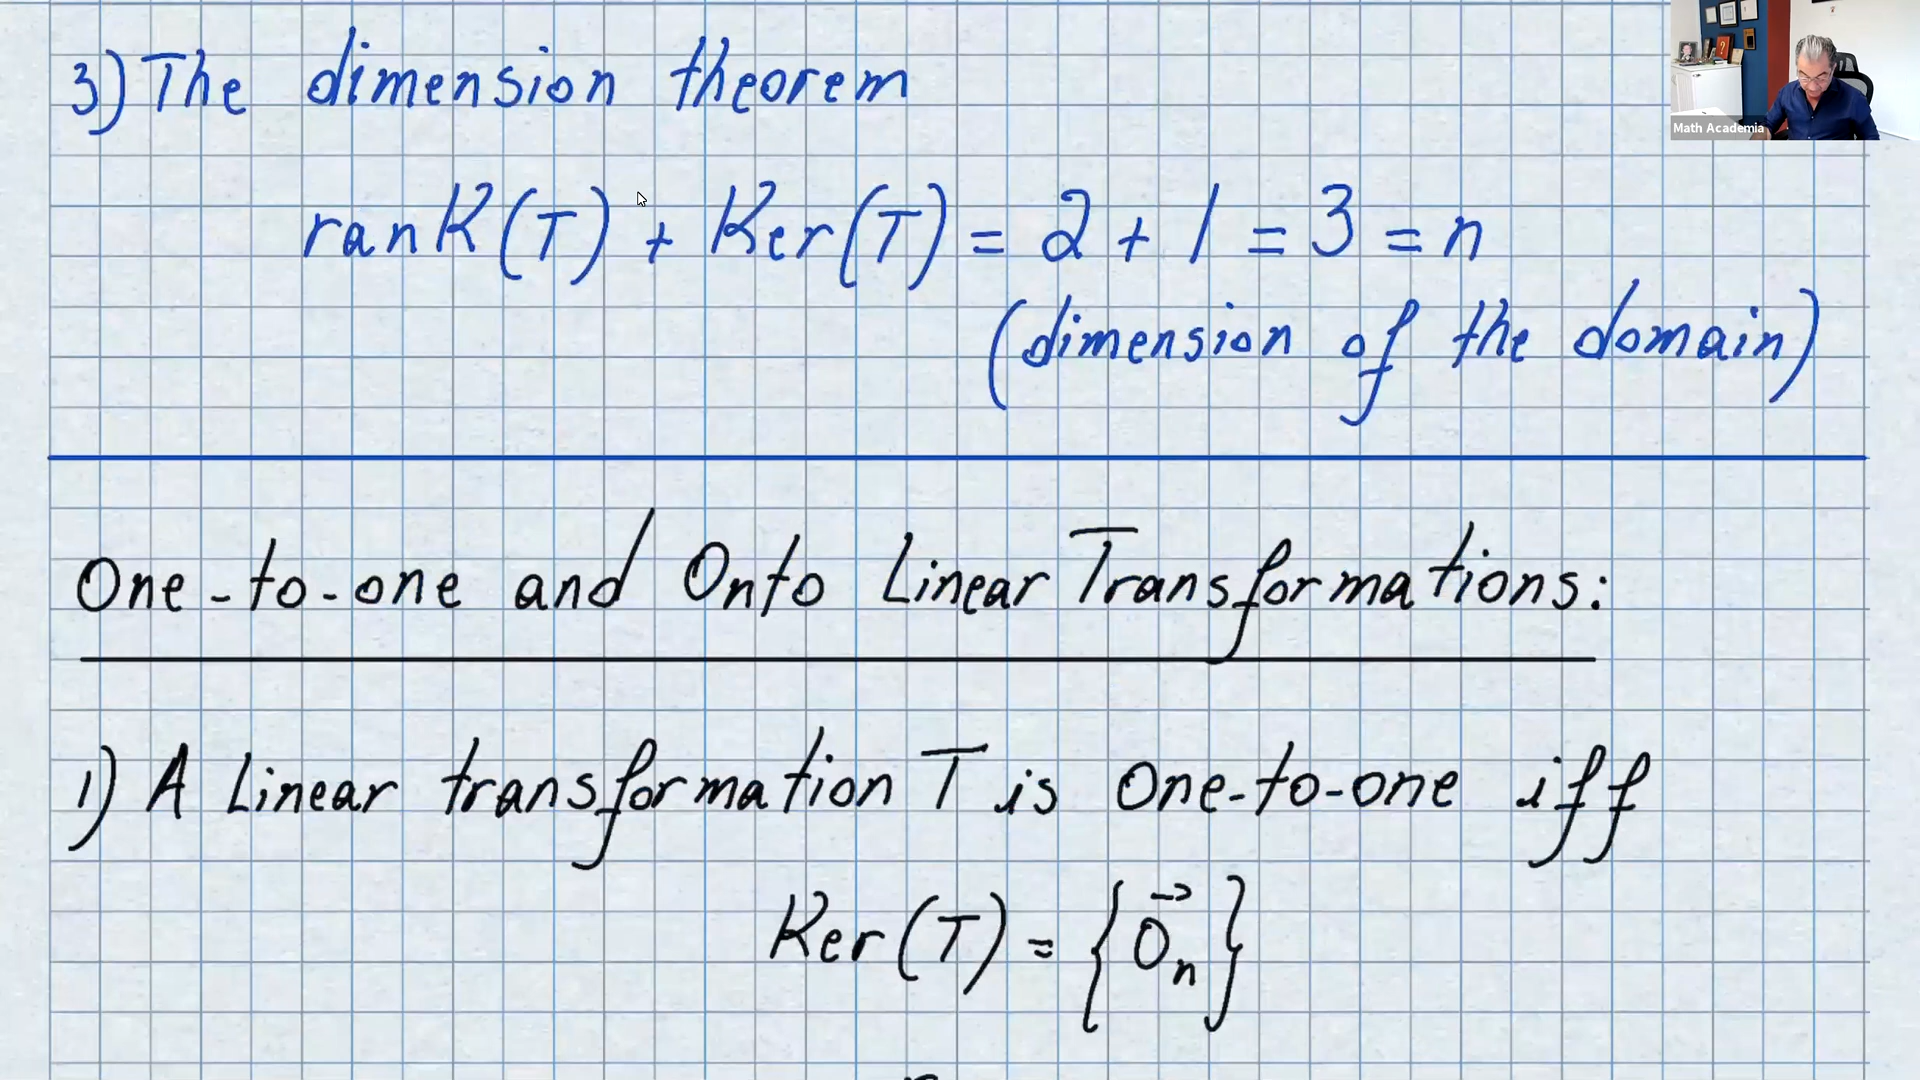 3) The dimension theorem
Math Academia
rank(T) + Ker(T) = 2 + 1 = 3 = n
(dimension of the domain)
One-to-one and Onto Linear Transformations:
1) A Linear transformation T is One-to-one iff
Ker(T) = {0⃗ₙ}